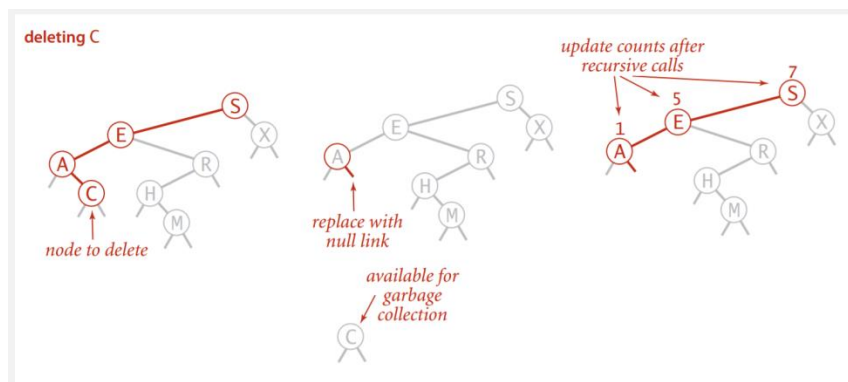 deleting C
S
E
X
A
R
C
H
M
node to delete
S
E
X
A
R
H
M
replace with
null link
available for
garbage
collection
C
update counts after
recursive calls
7
S
5
E
X
1
A
R
H
M